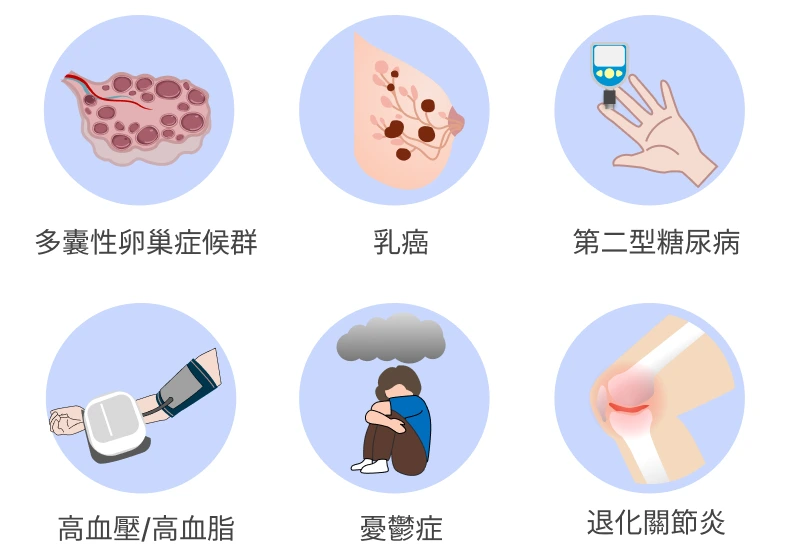 多囊性卵巢症候群
乳癌
第二型糖尿病
高血壓/高血脂
憂鬱症
退化關節炎